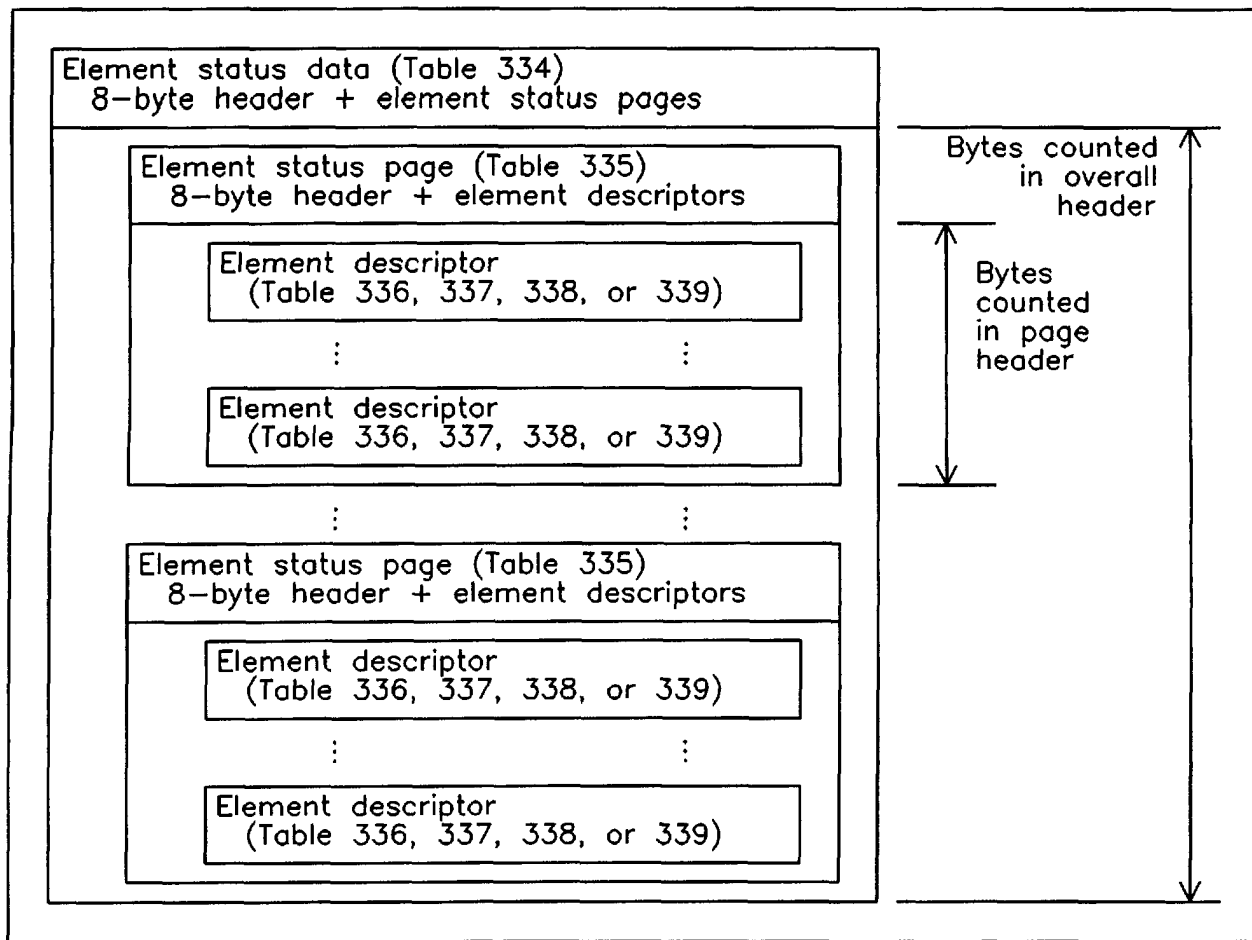 Element status data (Table 334)
8-byte header + element status pages
Element status page (Table 335)
8-byte header + element descriptors
Element descriptor
(Table 336, 337, 338, or 339)
⋮ ⋮
Element descriptor
(Table 336, 337, 338, or 339)
⋮ ⋮
Element status page (Table 335)
8-byte header + element descriptors
Element descriptor
(Table 336, 337, 338, or 339)
⋮ ⋮
Element descriptor
(Table 336, 337, 338, or 339)
Bytes counted
in overall
header
Bytes
counted
in page
header